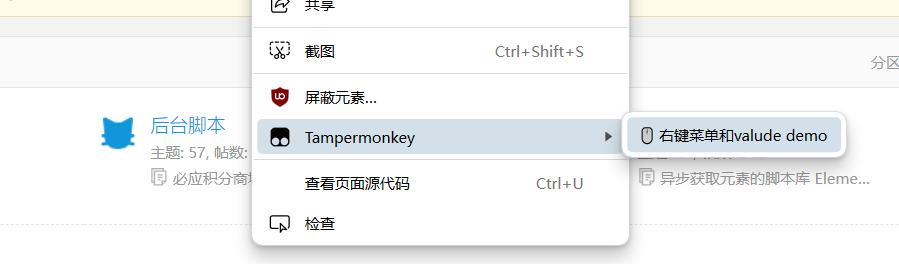 共享
截图 Ctrl+Shift+S
分区
屏蔽元素...
后台脚本
Tampermonkey
右键菜单和valude demo
主题: 57, 帖数:
必应积分商
异步获取元素的脚本库 Eleme...
查看页面源代码 Ctrl+U
检查